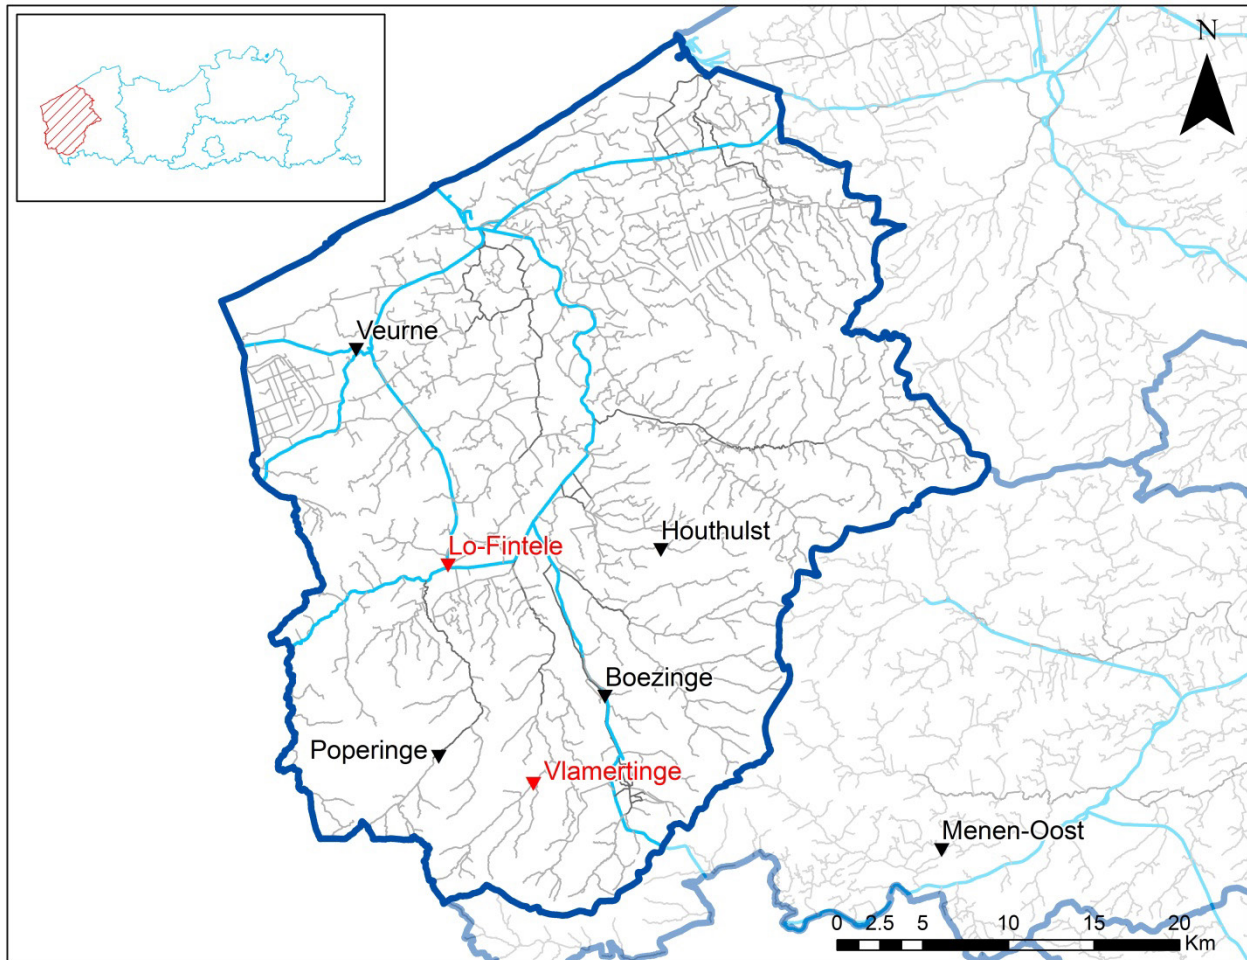 N
Veurne
Lo-Fintele
Houthulst
Boezinge
Poperinge
Vlamertinge
Menen-Oost
0 2.5 5 10 15 20
Km